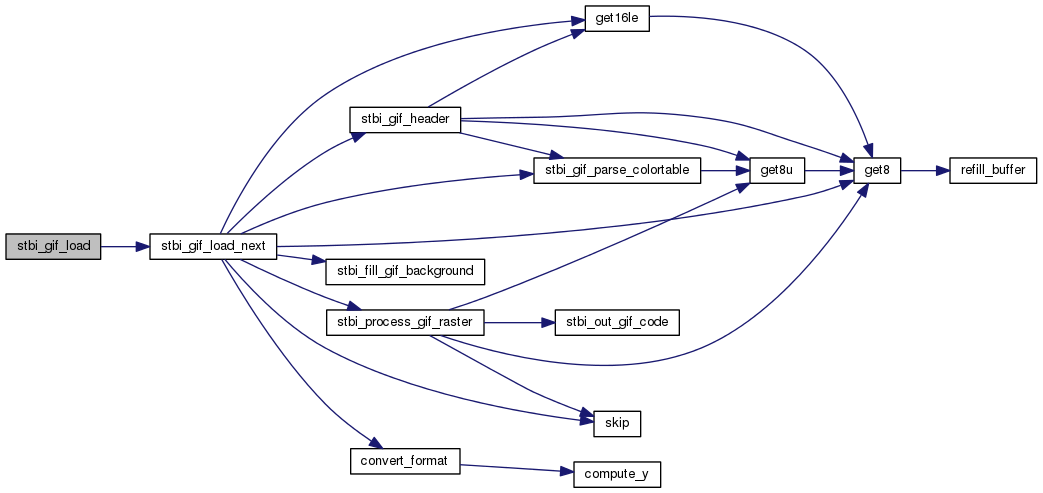 get16le
stbi_gif_header
stbi_gif_parse_colortable
get8u
get8
refill_buffer
stbi_gif_load
stbi_gif_load_next
stbi_fill_gif_background
stbi_process_gif_raster
stbi_out_gif_code
skip
convert_format
compute_y